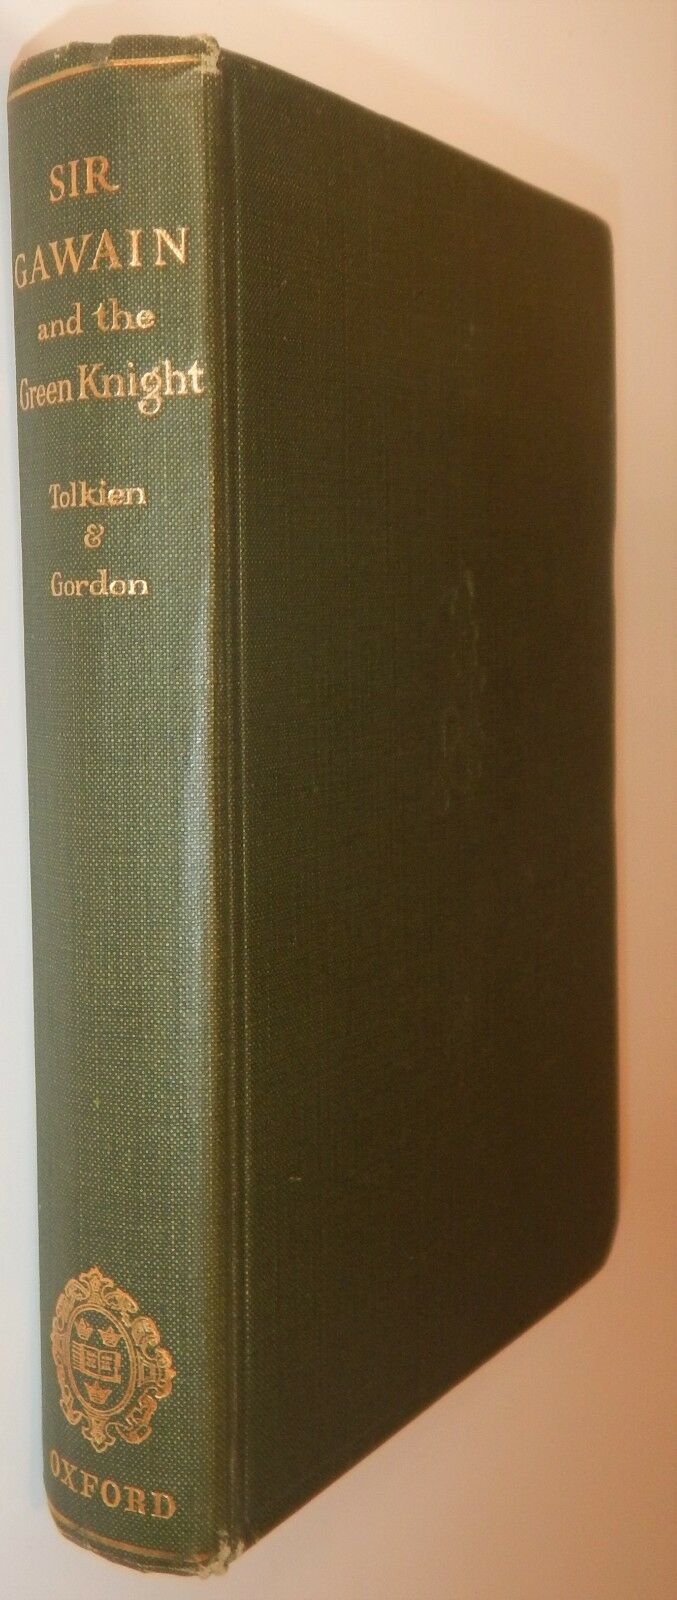 SIR
GAWAIN
and the
Green Knight
Tolkien
&
Gordon
OXFORD